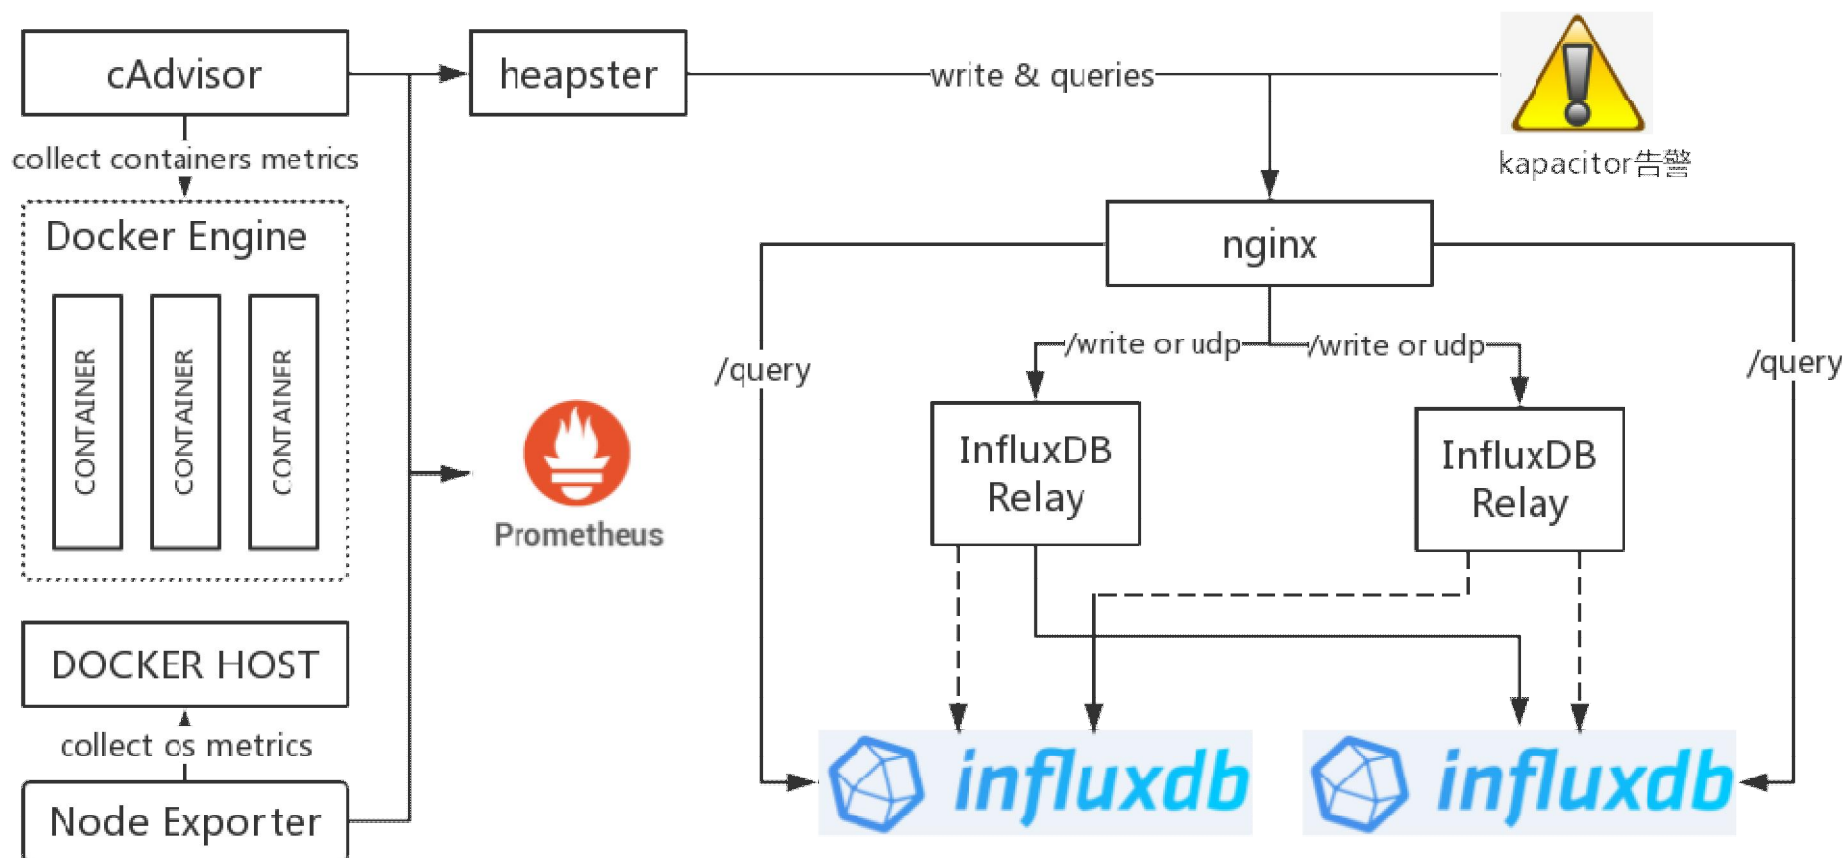 cAdvisor
heapster
write & queries
kapacitor告警
collect containers metrics
Docker Engine
CONTAINER
CONTAINER
CONTAINER
nginx
/write or udp
/write or udp
/query
/query
InfluxDB
Relay
InfluxDB
Relay
Prometheus
DOCKER HOST
collect os metrics
Node Exporter
influxdb
influxdb